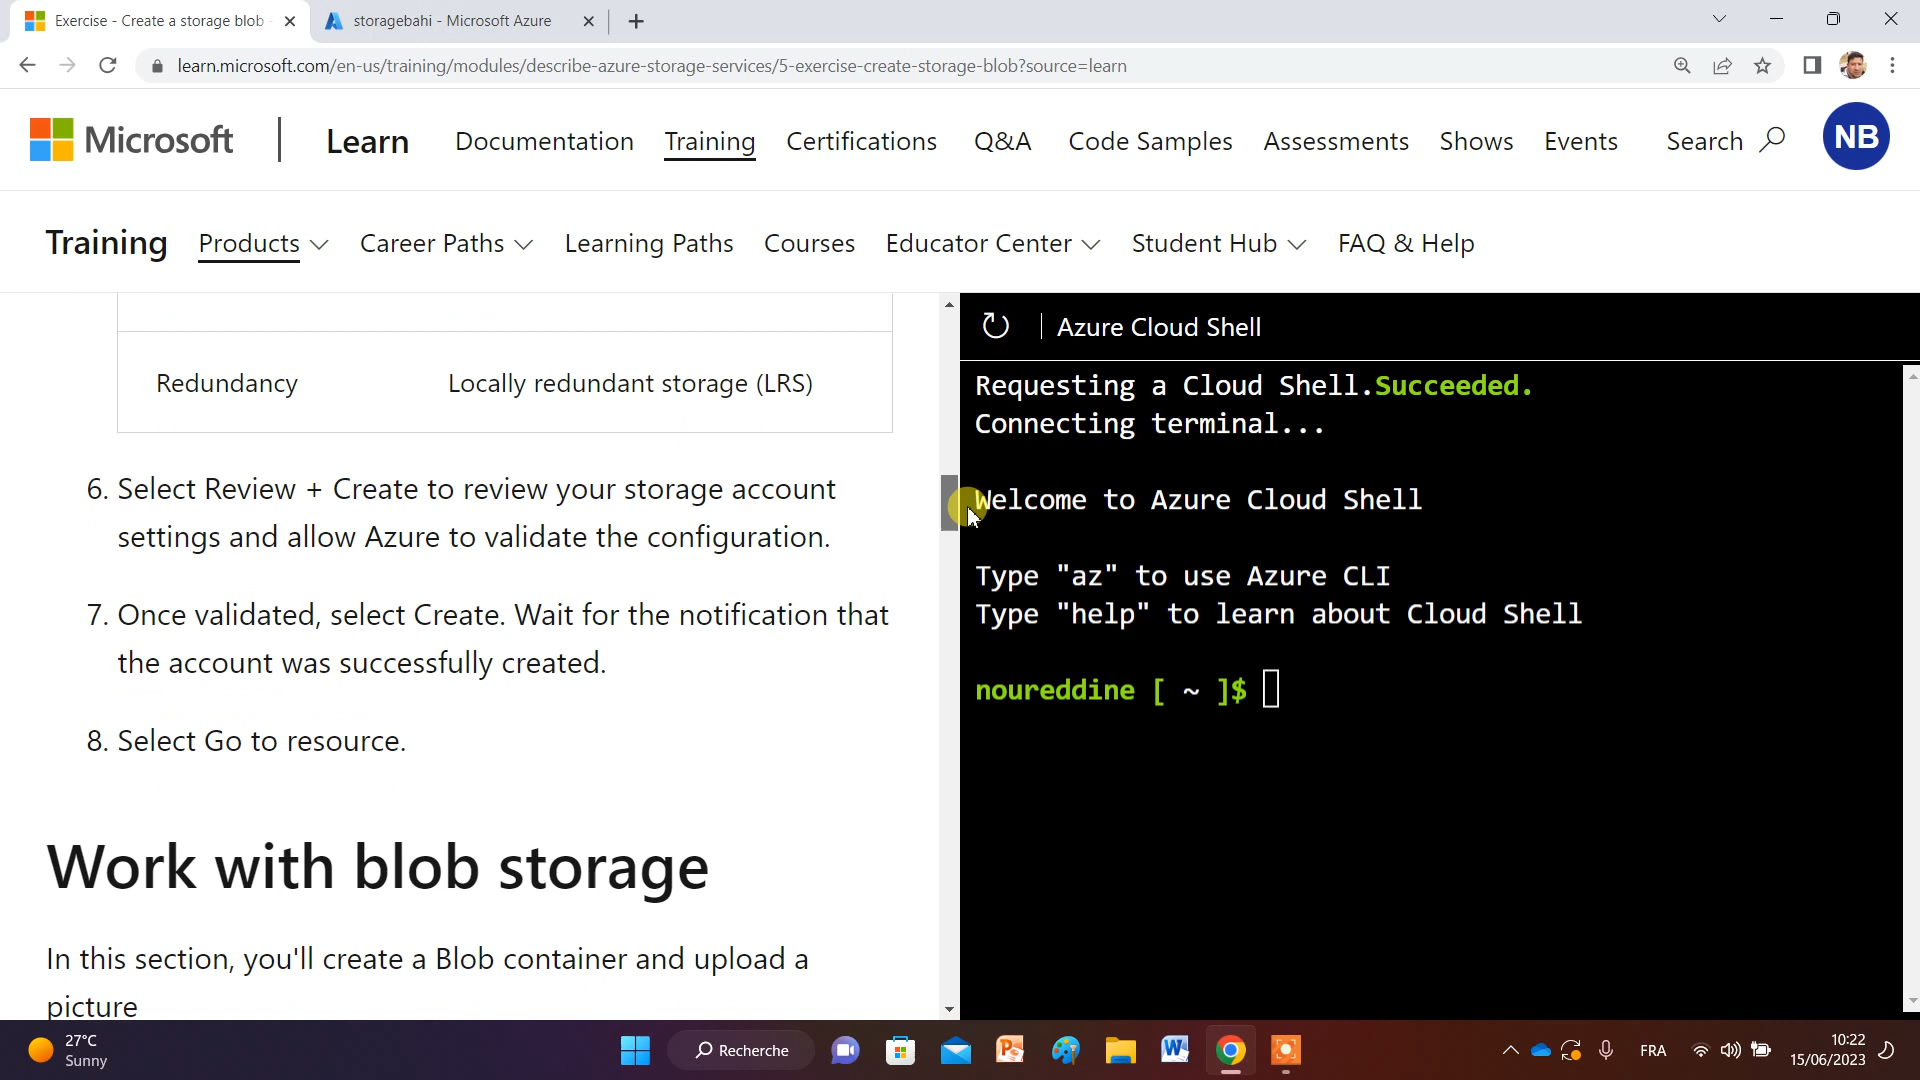 Exercise - Create a storage blob
storagebahi - Microsoft Azure
learn.microsoft.com/en-us/training/modules/describe-azure-storage-services/5-exercise-create-storage-blob?source=learn
Microsoft
Learn
Documentation
Training
Certifications
Q&A
Code Samples
Assessments
Shows
Events
Search
NB
Training
Products
Career Paths
Learning Paths
Courses
Educator Center
Student Hub
FAQ & Help
Redundancy
Locally redundant storage (LRS)
6. Select Review + Create to review your storage account
settings and allow Azure to validate the configuration.
7. Once validated, select Create. Wait for the notification that
the account was successfully created.
8. Select Go to resource.
Work with blob storage
In this section, you'll create a Blob container and upload a
picture
Azure Cloud Shell
Requesting a Cloud Shell.Succeeded.
Connecting terminal...
Welcome to Azure Cloud Shell
Type "az" to use Azure CLI
Type "help" to learn about Cloud Shell
noureddine [ ~ ]$
27°C
Sunny
Recherche
FRA
10:22
15/06/2023